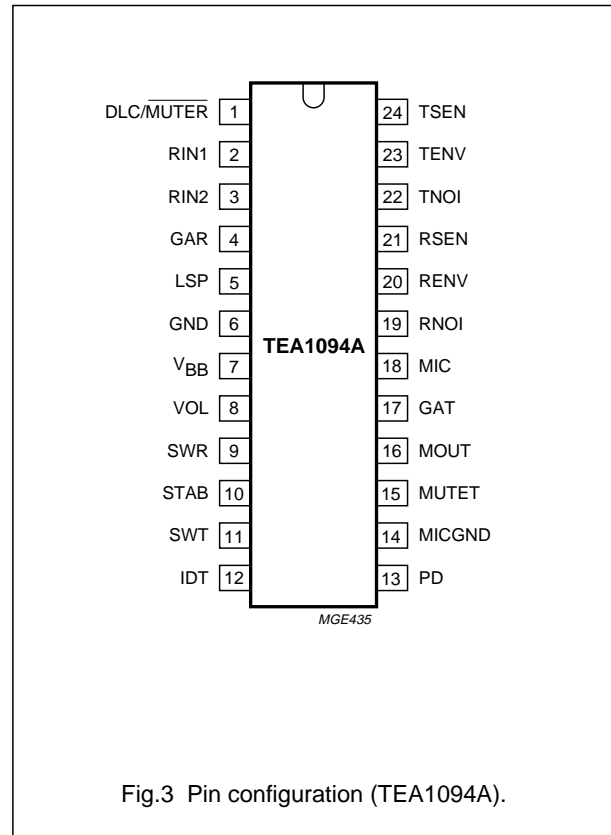 DLC/MUTER 1 24 TSEN
RIN1 2 23 TENV
RIN2 3 22 TNOI
GAR 4 21 RSEN
LSP 5 20 RENV
GND 6 19 RNOI
TEA1094A
VBB 7 18 MIC
VOL 8 17 GAT
SWR 9 16 MOUT
STAB 10 15 MUTET
SWT 11 14 MICGND
IDT 12 13 PD
MGE435
Fig.3 Pin configuration (TEA1094A).